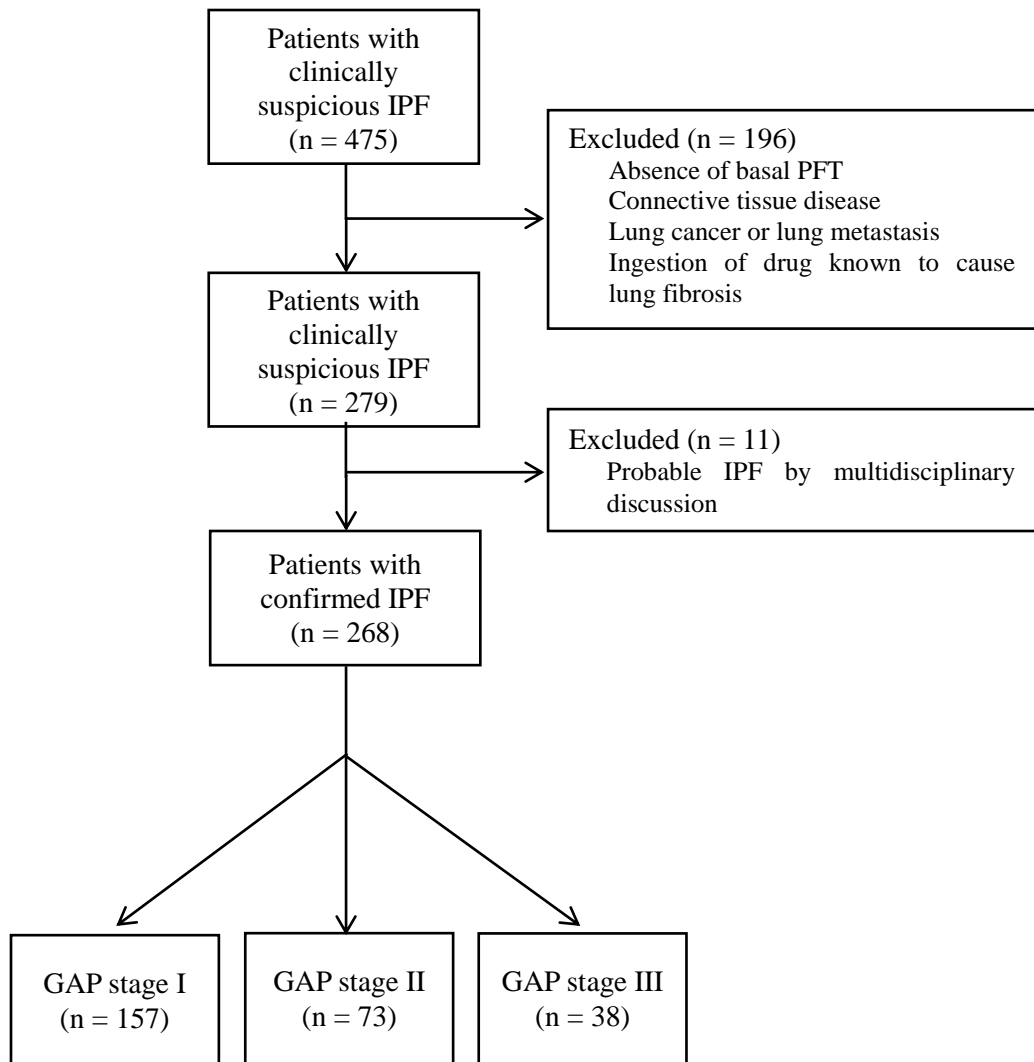 Patients with
clinically
suspicious IPF
(n = 475)
Excluded (n = 196)
Absence of basal PFT
Connective tissue disease
Lung cancer or lung metastasis
Ingestion of drug known to cause
lung fibrosis
Patients with
clinically
suspicious IPF
(n = 279)
Excluded (n = 11)
Probable IPF by multidisciplinary
discussion
Patients with
confirmed IPF
(n = 268)
GAP stage I
(n = 157)
GAP stage II
(n = 73)
GAP stage III
(n = 38)